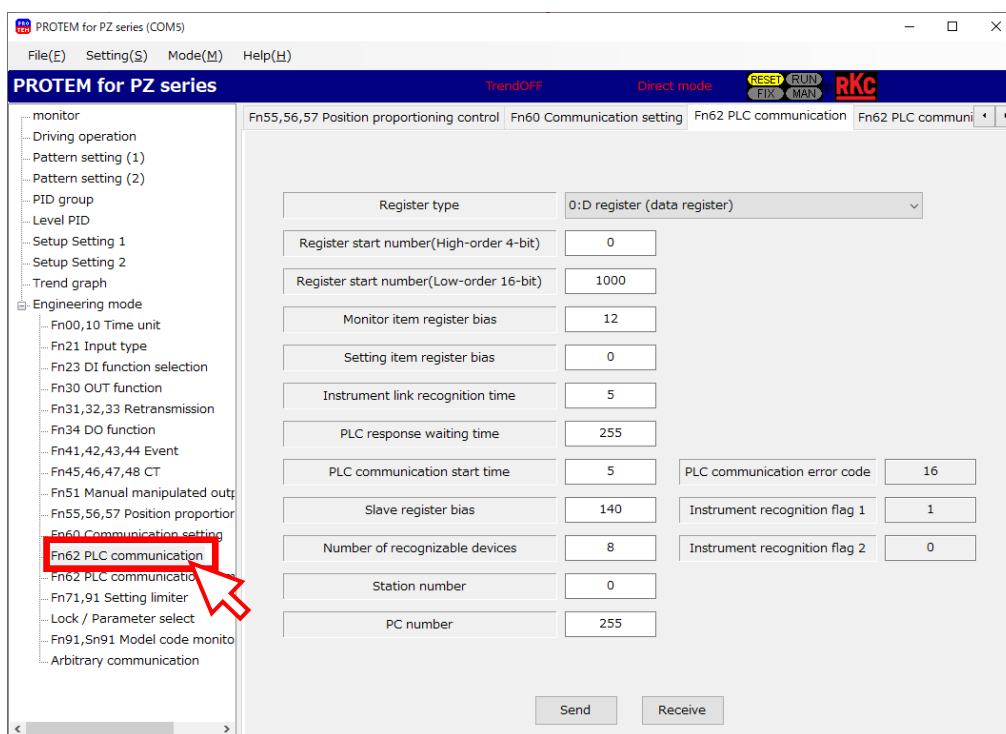 PROTEM for PZ series (COM5)
File(F) Setting(S) Mode(M) Help(H)
PROTEM for PZ series TrendOFF Direct mode RESET RUN FIX MAN RKC
monitor
Driving operation
Pattern setting (1)
Pattern setting (2)
PID group
Level PID
Setup Setting 1
Setup Setting 2
Trend graph
Engineering mode
Fn00,10 Time unit
Fn21 Input type
Fn23 DI function selection
Fn30 OUT function
Fn31,32,33 Retransmission
Fn34 DO function
Fn41,42,43,44 Event
Fn45,46,47,48 CT
Fn51 Manual manipulated outp
Fn55,56,57 Position proportion
Fn60 Communication setting
Fn62 PLC communication
Fn62 PLC communication
Fn71,91 Setting limiter
Lock / Parameter select
Fn91,Sn91 Model code monito
Arbitrary communication
Fn55,56,57 Position proportioning control Fn60 Communication setting Fn62 PLC communication Fn62 PLC communi
Register type 0:D register (data register)
Register start number(High-order 4-bit) 0
Register start number(Low-order 16-bit) 1000
Monitor item register bias 12
Setting item register bias 0
Instrument link recognition time 5
PLC response waiting time 255
PLC communication start time 5 PLC communication error code 16
Slave register bias 140 Instrument recognition flag 1 1
Number of recognizable devices 8 Instrument recognition flag 2 0
Station number 0
PC number 255
Send Receive